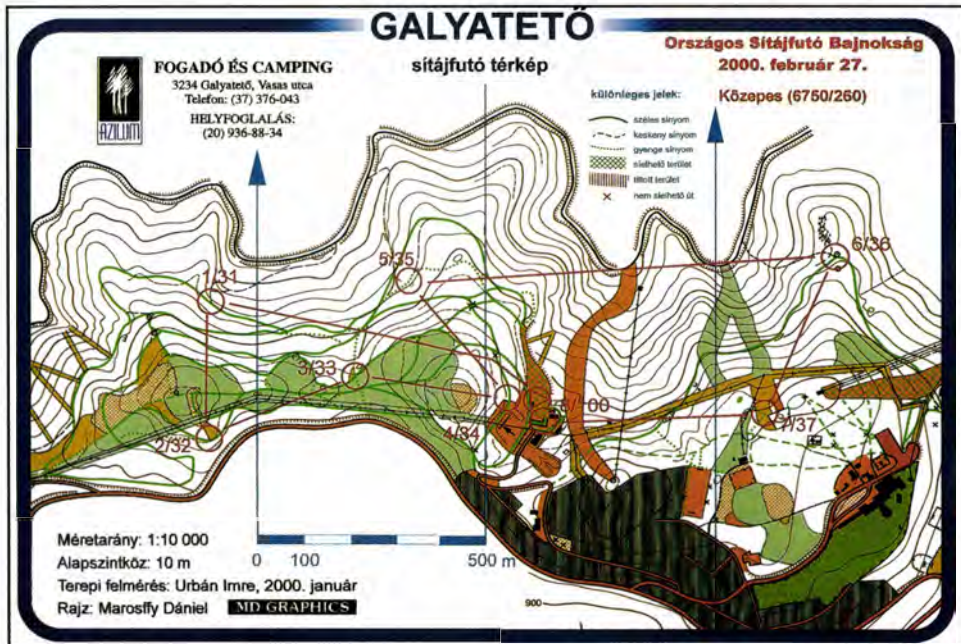 GALYATETŐ
sítájfutó térkép
AZILUM
FOGADÓ ÉS CAMPING
3234 Galyatető, Vasas utca
Telefon: (37) 376-043
HELYFOGLALÁS:
(20) 936-88-34
Országos Sítájfutó Bajnokság
2000. február 27.
Közepes (6750/260)
különleges jelek:
széles sínyom
keskeny sínyom
gyenge sínyom
síelhető terület
tiltott terület
nem síelhető út
1/31
5/35
6/36
3/33
2/32
4/34
7/37
Méretarány: 1:10 000
Alapszintköz: 10 m
Terepi felmérés: Urbán Imre, 2000. január
Rajz: Marosffy Dániel
MD GRAPHICS
0
100
500 m
900